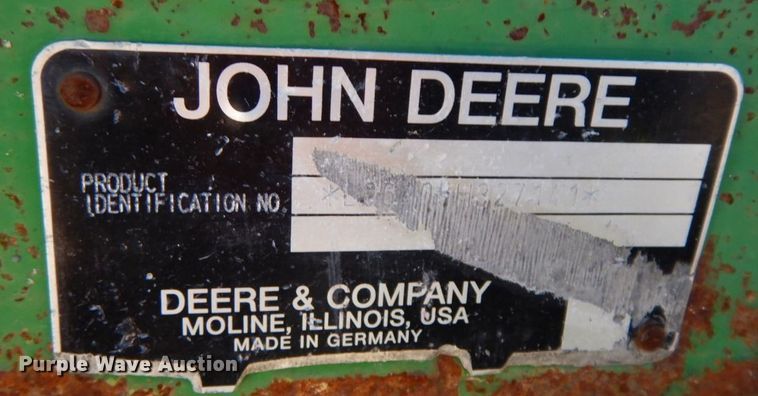 JOHN DEERE
PRODUCT
IDENTIFICATION NO.
DEERE & COMPANY
MOLINE, ILLINOIS, USA
MADE IN GERMANY
Purple Wave Auction